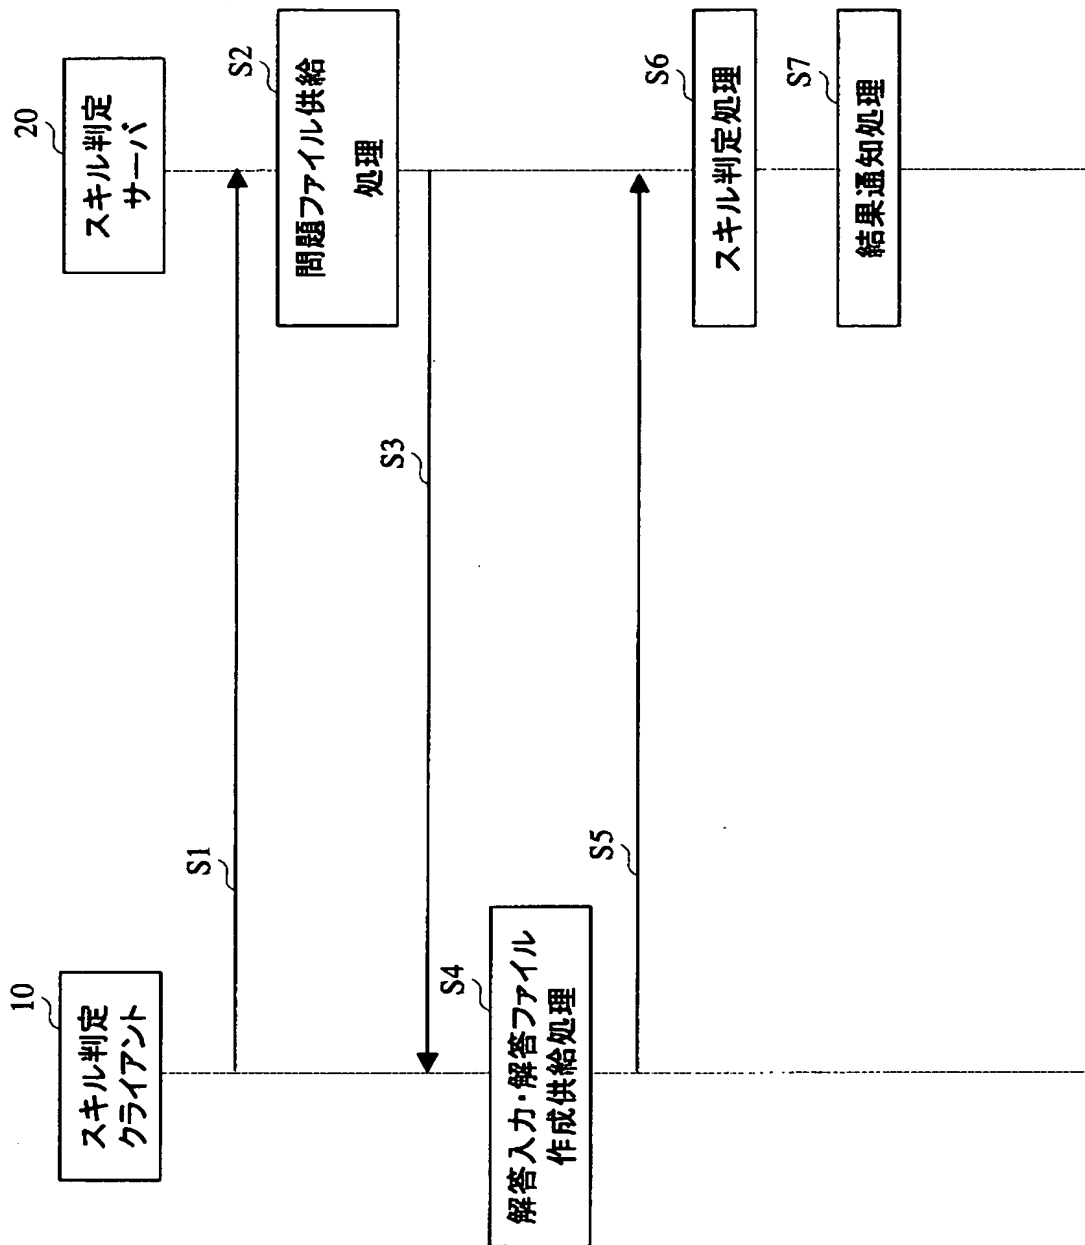 10
スキル判定
クライアント
20
スキル判定
サーバ
S1
S2
問題ファイル供給
処理
S3
S4
解答入力・解答ファイル
作成供給処理
S5
S6
スキル判定処理
S7
結果通知処理